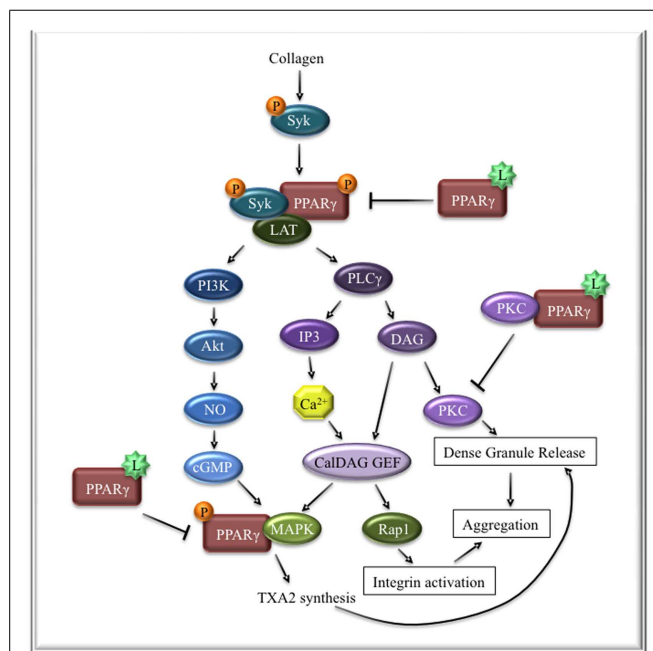 Collagen
P
Syk
P
Syk
PPARγ
P
LAT
PPARγ
L
PI3K
PLCγ
PKC
PPARγ
L
Akt
IP3
DAG
NO
Ca²⁺
PKC
cGMP
CalDAG GEF
Dense Granule Release
PPARγ
L
P
PPARγ
MAPK
Rap1
Aggregation
TXA2 synthesis
Integrin activation